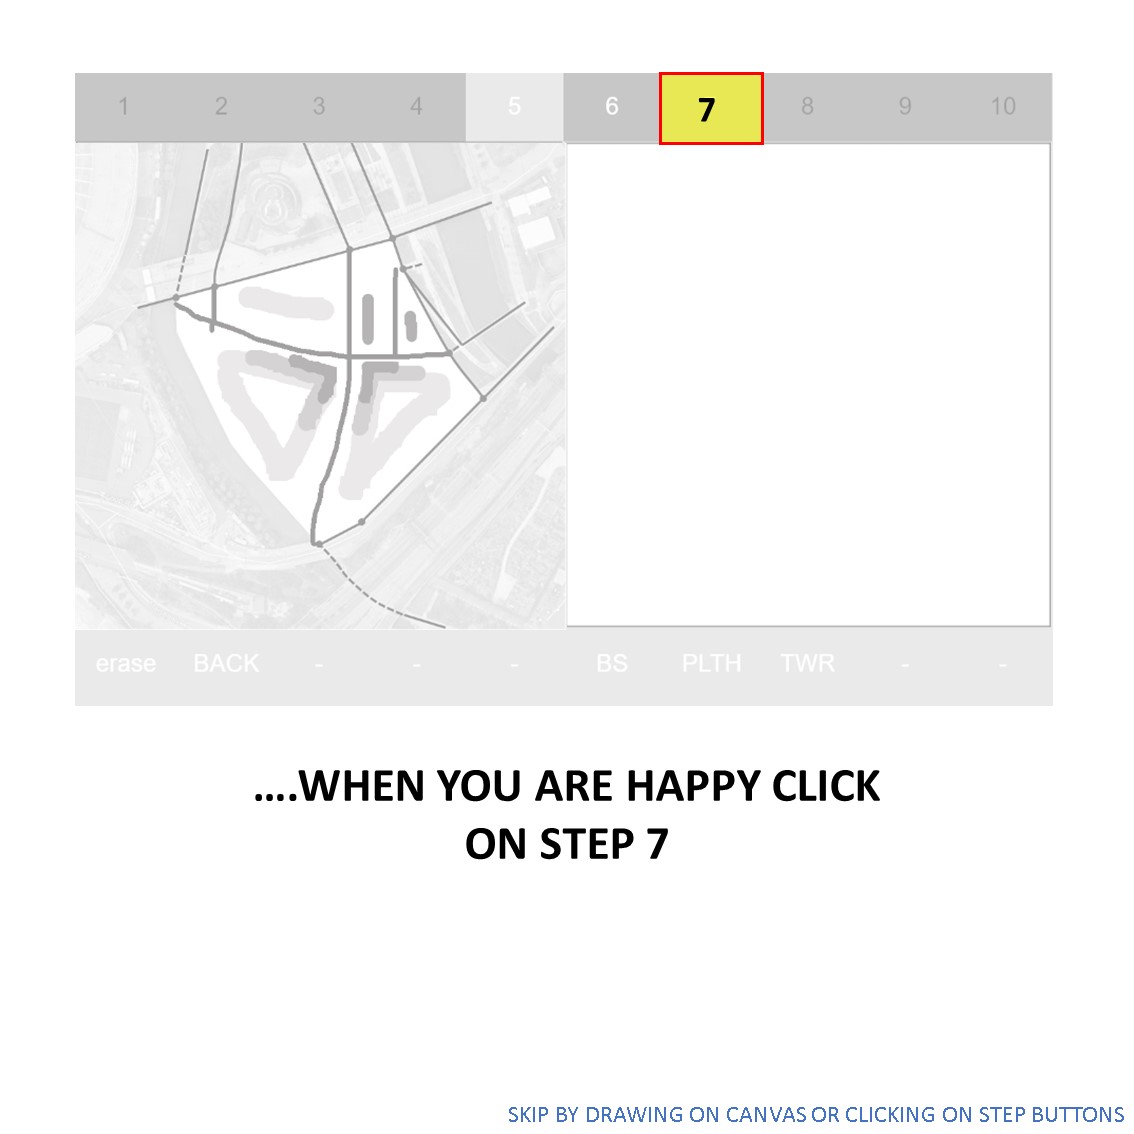 1 2 3 4 5 6 7 8 9 10
erase BACK - - - BS PLTH TWR - -
....WHEN YOU ARE HAPPY CLICK
ON STEP 7
SKIP BY DRAWING ON CANVAS OR CLICKING ON STEP BUTTONS